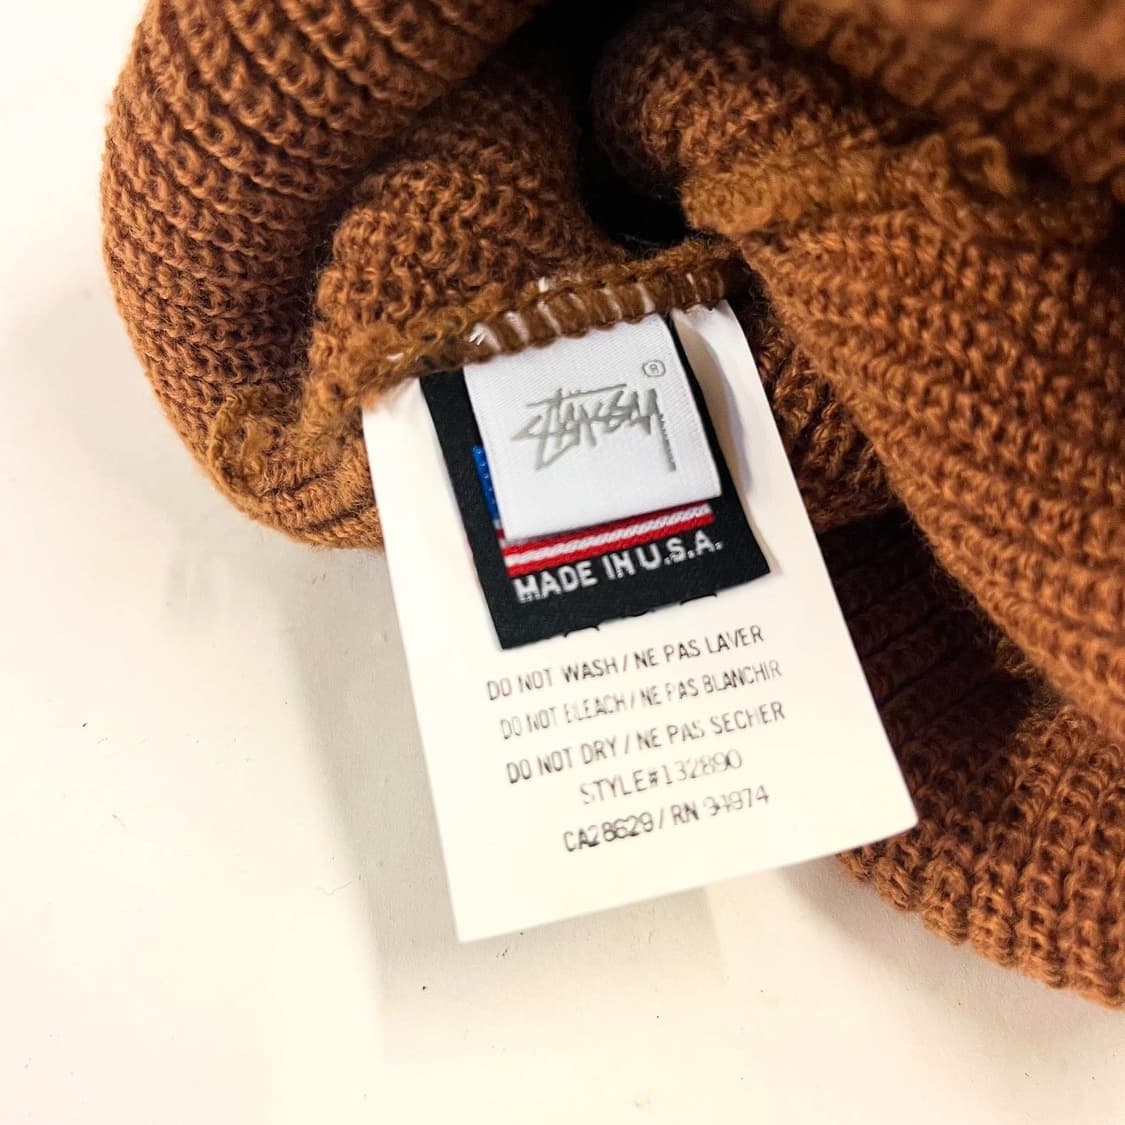 ®
STÜSSY
MADE IN U.S.A.
DO NOT WASH / NE PAS LAVER
DO NOT BLEACH / NE PAS BLANCHIR
DO NOT DRY / NE PAS SECHER
STYLE#132890
CA28629 / RN 94974